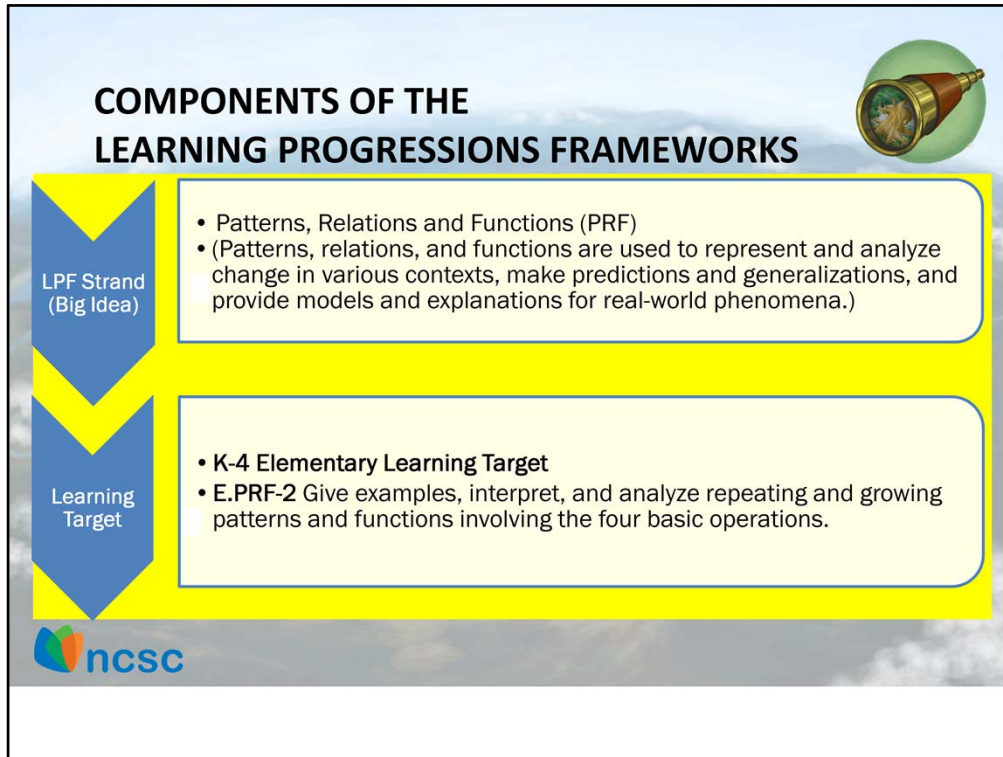 COMPONENTS OF THE
LEARNING PROGRESSIONS FRAMEWORKS
LPF Strand
(Big Idea)
• Patterns, Relations and Functions (PRF)
• (Patterns, relations, and functions are used to represent and analyze
change in various contexts, make predictions and generalizations, and
provide models and explanations for real-world phenomena.)
Learning
Target
• K-4 Elementary Learning Target
• E.PRF-2 Give examples, interpret, and analyze repeating and growing
patterns and functions involving the four basic operations.
ncsc